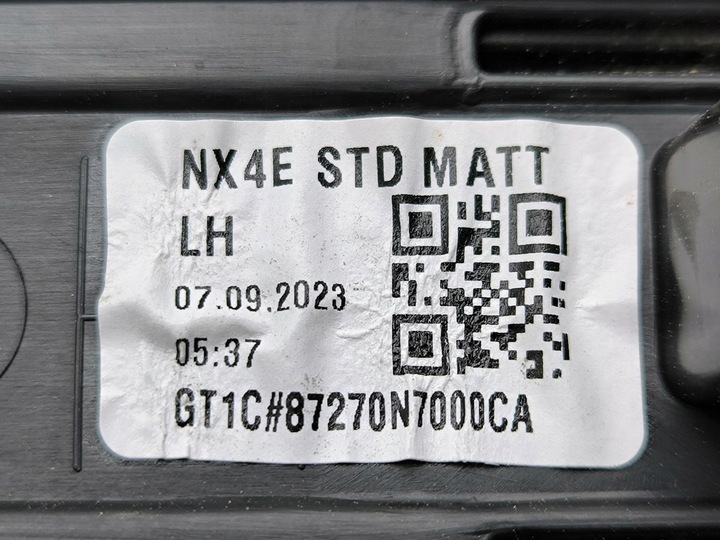 NX4E STD MATT
LH
07.09.2023
05:37
GT1C#87270N7000CA